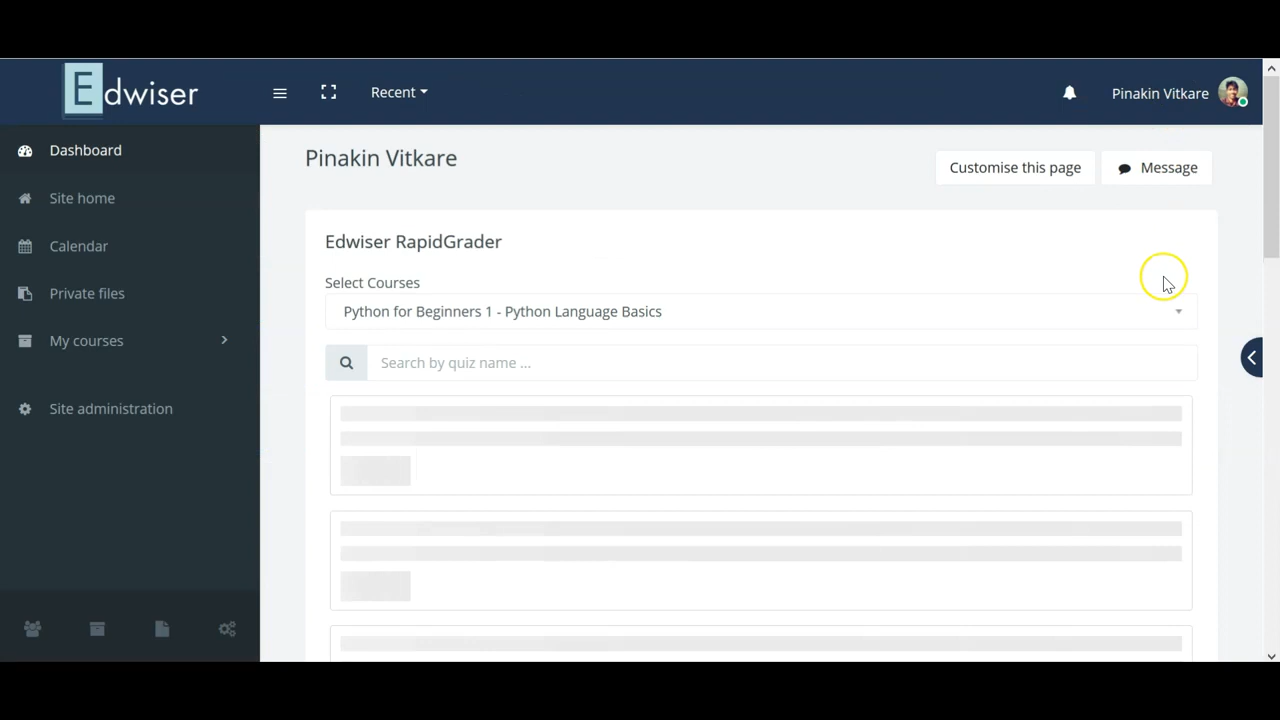 Edwiser
Recent
Pinakin Vitkare
Dashboard
Site home
Calendar
Private files
My courses
Site administration
Pinakin Vitkare
Customise this page
Message
Edwiser RapidGrader
Select Courses
Python for Beginners 1 - Python Language Basics
Search by quiz name ...